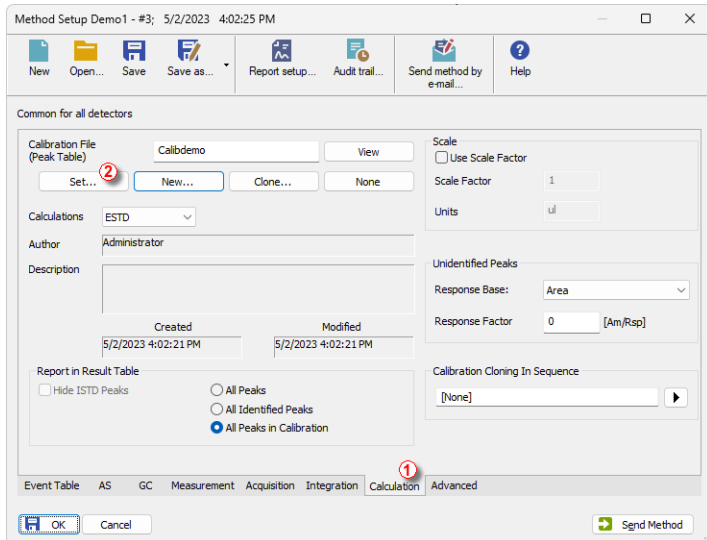 Method Setup Demo1 - #3; 5/2/2023 4:02:25 PM
New Open... Save Save as... Report setup... Audit trail... Send method by e-mail... Help
Common for all detectors
Calibration File
(Peak Table)
Calibdemo
View
Set... New... Clone... None
2
Calculations ESTD
Author Administrator
Description
Created Modified
5/2/2023 4:02:21 PM 5/2/2023 4:02:21 PM
Report in Result Table
Hide ISTD Peaks
All Peaks
All Identified Peaks
All Peaks in Calibration
Scale
Use Scale Factor
Scale Factor 1
Units ul
Unidentified Peaks
Response Base: Area
Response Factor 0 [Am/Rsp]
Calibration Cloning In Sequence
[None]
1
Event Table AS GC Measurement Acquisition Integration Calculation Advanced
OK Cancel Send Method